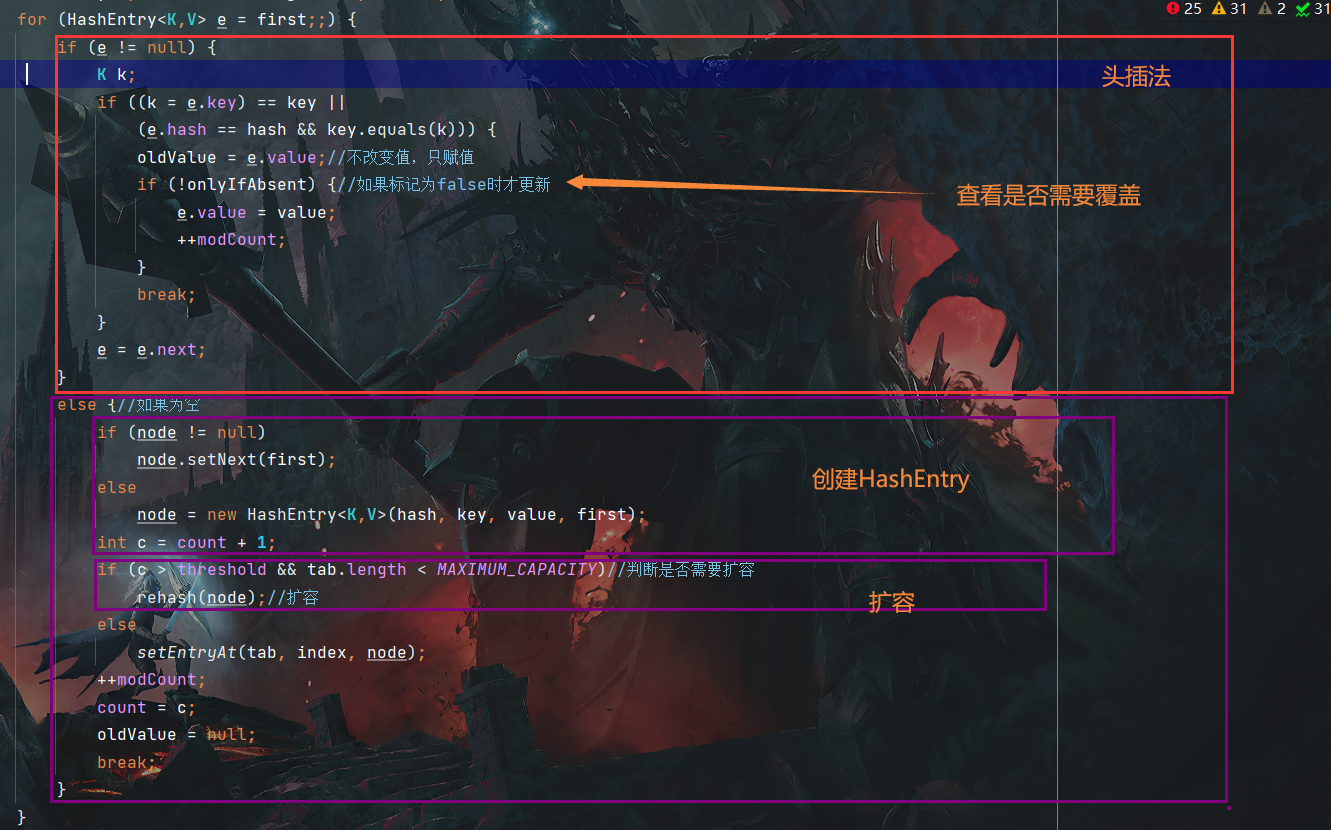 for (HashEntry<K,V> e = first;;) {
25 31 2 31
if (e != null) {
K k;
头插法
if ((k = e.key) == key ||
(e.hash == hash && key.equals(k))) {
oldValue = e.value;//不改变值，只赋值
if (!onlyIfAbsent) {//如果标记为false时才更新
查看是否需要覆盖
e.value = value;
++modCount;
}
break;
}
e = e.next;
}
else {//如果为空
if (node != null)
node.setNext(first);
else
创建HashEntry
node = new HashEntry<K,V>(hash, key, value, first);
int c = count + 1;
if (c > threshold && tab.length < MAXIMUM_CAPACITY)//判断是否需要扩容
rehash(node);//扩容
扩容
else
setEntryAt(tab, index, node);
++modCount;
count = c;
oldValue = null;
break;
}
}